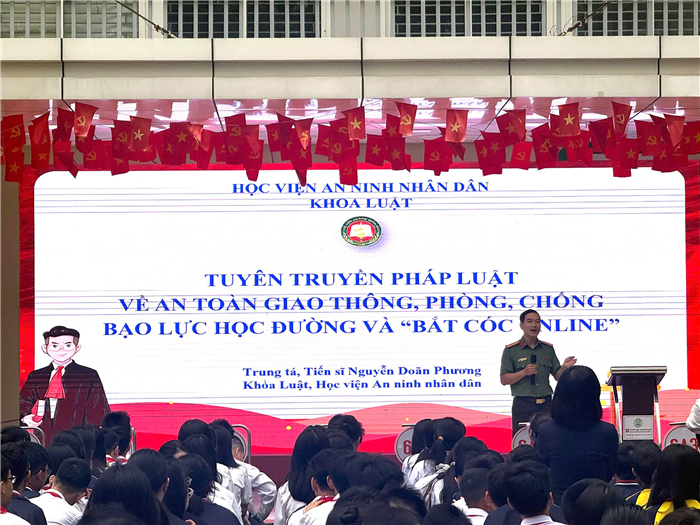 HỌC VIỆN AN NINH NHÂN DÂN
KHOA LUẬT
TUYÊN TRUYỀN PHÁP LUẬT
VỀ AN TOÀN GIAO THÔNG, PHÒNG, CHỐNG
BẠO LỰC HỌC ĐƯỜNG VÀ “BẮT CÓC ONLINE”
Trung tá, Tiến sĩ Nguyễn Doãn Phương
Khoa Luật, Học viện An ninh nhân dân
6A3